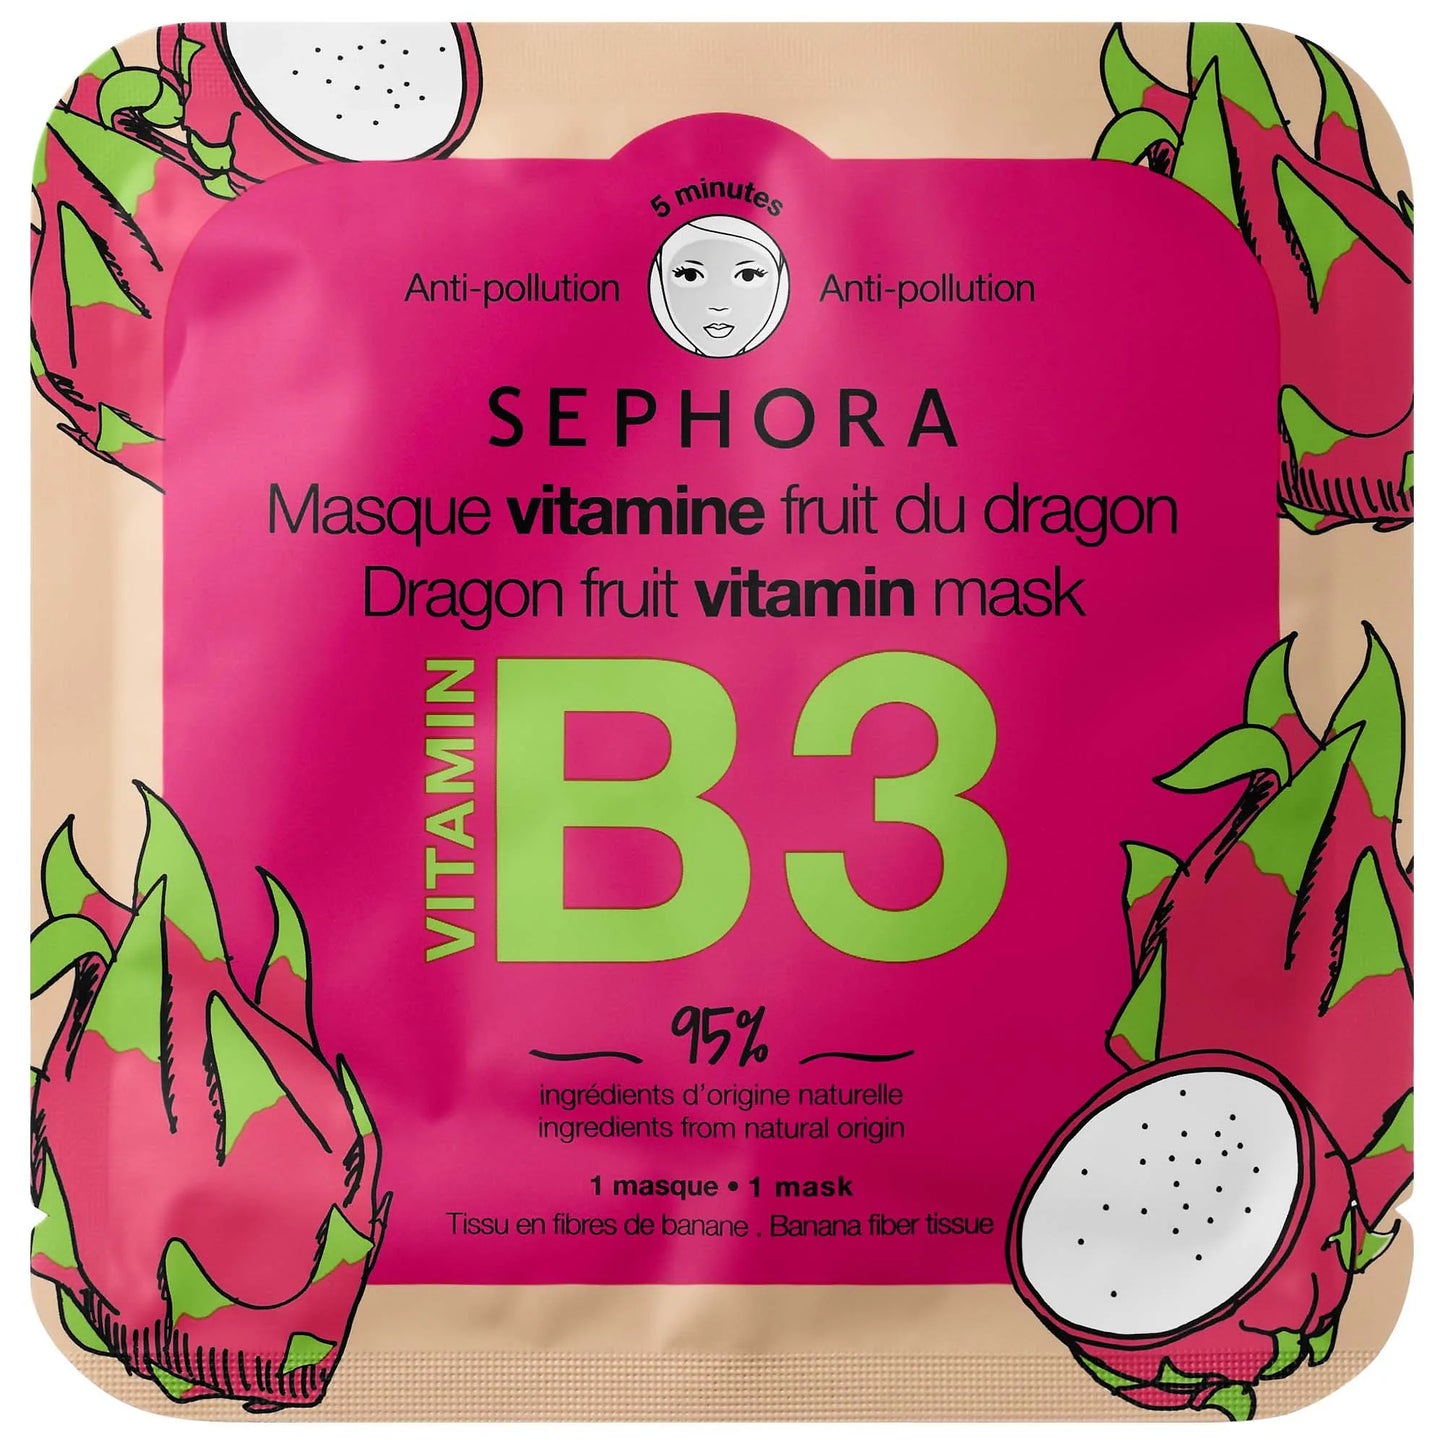 5 minutes
Anti-pollution Anti-pollution
SEPHORA
Masque vitamine fruit du dragon
Dragon fruit vitamin mask
VITAMIN
B3
95%
ingrédients d'origine naturelle
ingredients from natural origin
1 masque • 1 mask
Tissu en fibres de banane . Banana fiber tissue